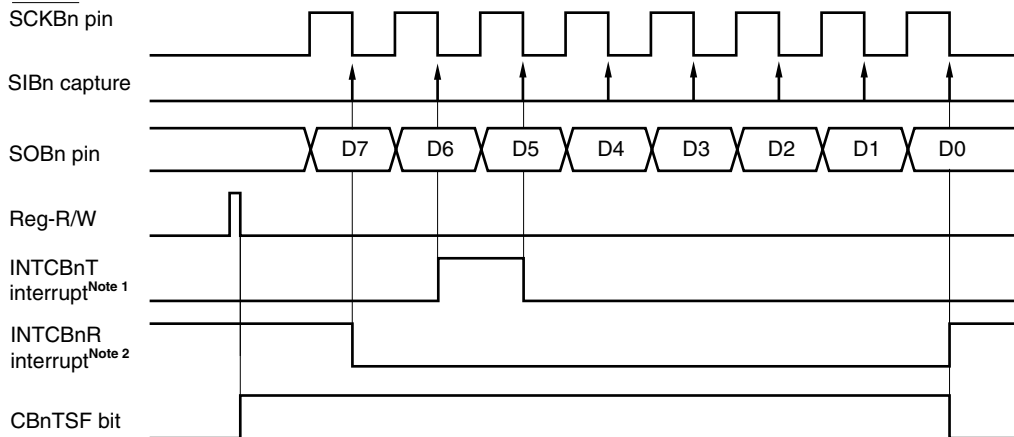 SCKBn pin
SIBn capture
SOBn pin D7 D6 D5 D4 D3 D2 D1 D0
Reg-R/W
INTCBnT
interruptNote 1
INTCBnR
interruptNote 2
CBnTSF bit